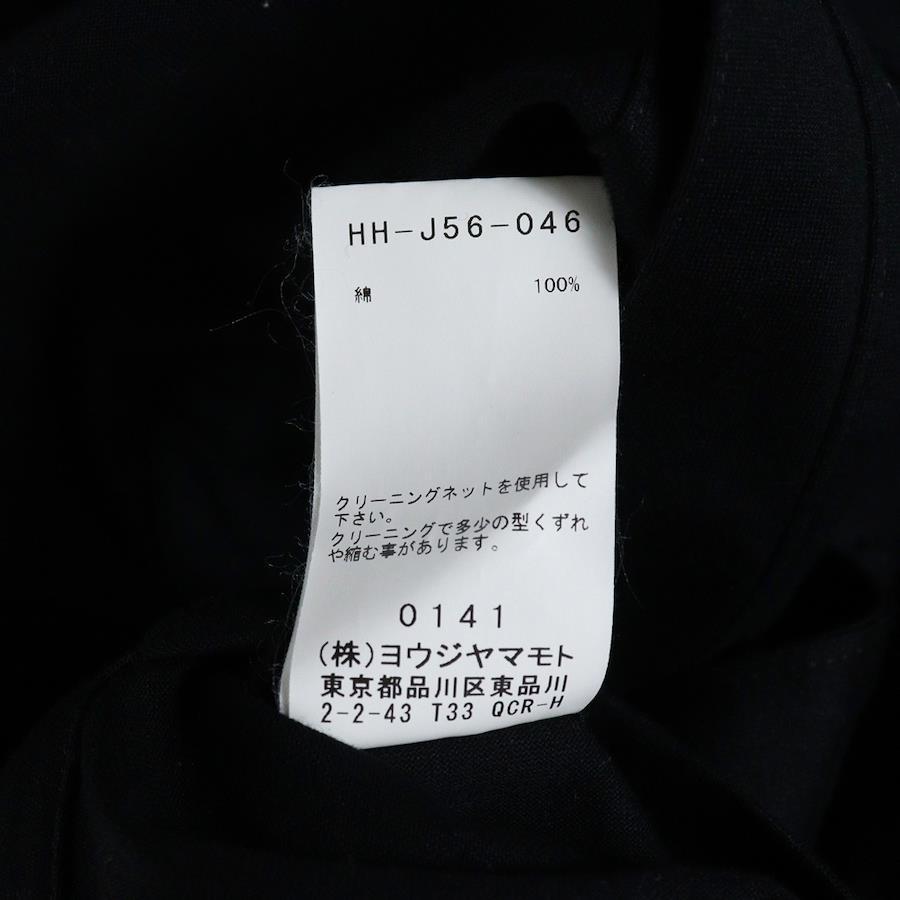 HH-J56-046
綿 100%
クリーニングネットを使用して
下さい。
クリーニングで多少の型くずれ
や縮む事があります。
0141
(株)ヨウジヤマモト
東京都品川区東品川
2-2-43 T33 QCR-H